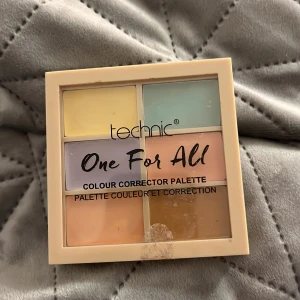 technic®
One For All
COLOUR CORRECTOR PALETTE
PALETTE COULEUR ET CORRECTION